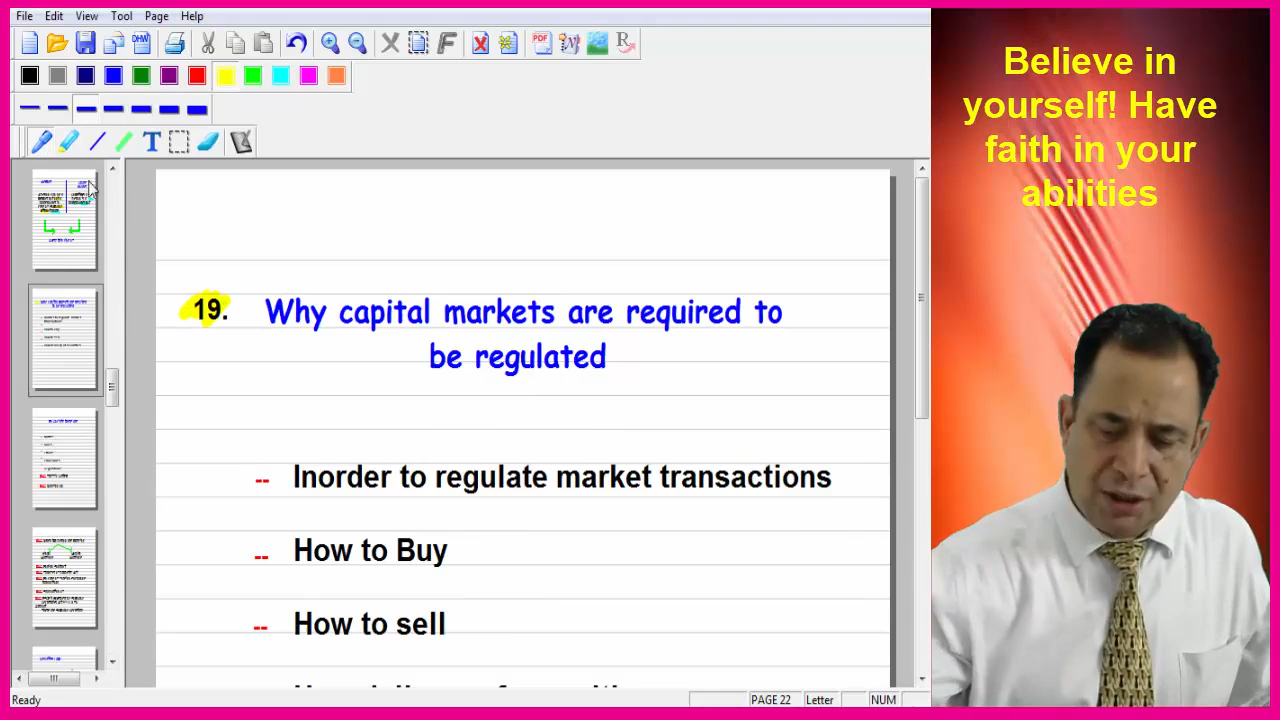 File Edit View Tool Page Help
Believe in
yourself! Have
faith in your
abilities
19. Why capital markets are required to
be regulated
-- Inorder to regulate market transactions
-- How to Buy
-- How to sell
Ready
PAGE 22 Letter NUM